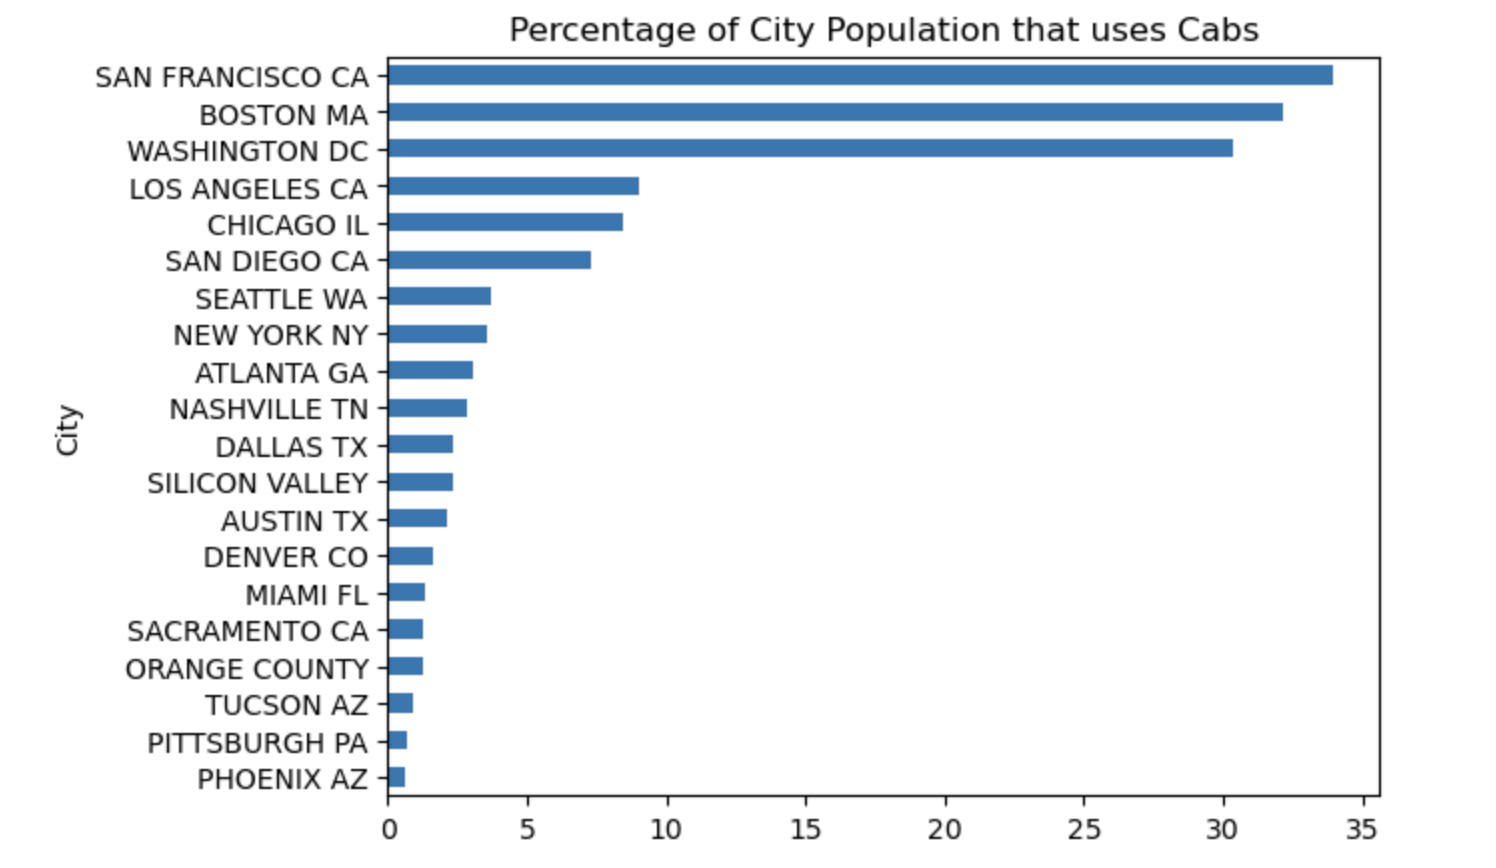 Percentage of City Population that uses Cabs
SAN FRANCISCO CA
BOSTON MA
WASHINGTON DC
LOS ANGELES CA
CHICAGO IL
SAN DIEGO CA
SEATTLE WA
NEW YORK NY
ATLANTA GA
NASHVILLE TN
DALLAS TX
SILICON VALLEY
AUSTIN TX
DENVER CO
MIAMI FL
SACRAMENTO CA
ORANGE COUNTY
TUCSON AZ
PITTSBURGH PA
PHOENIX AZ
City
0 5 10 15 20 25 30 35